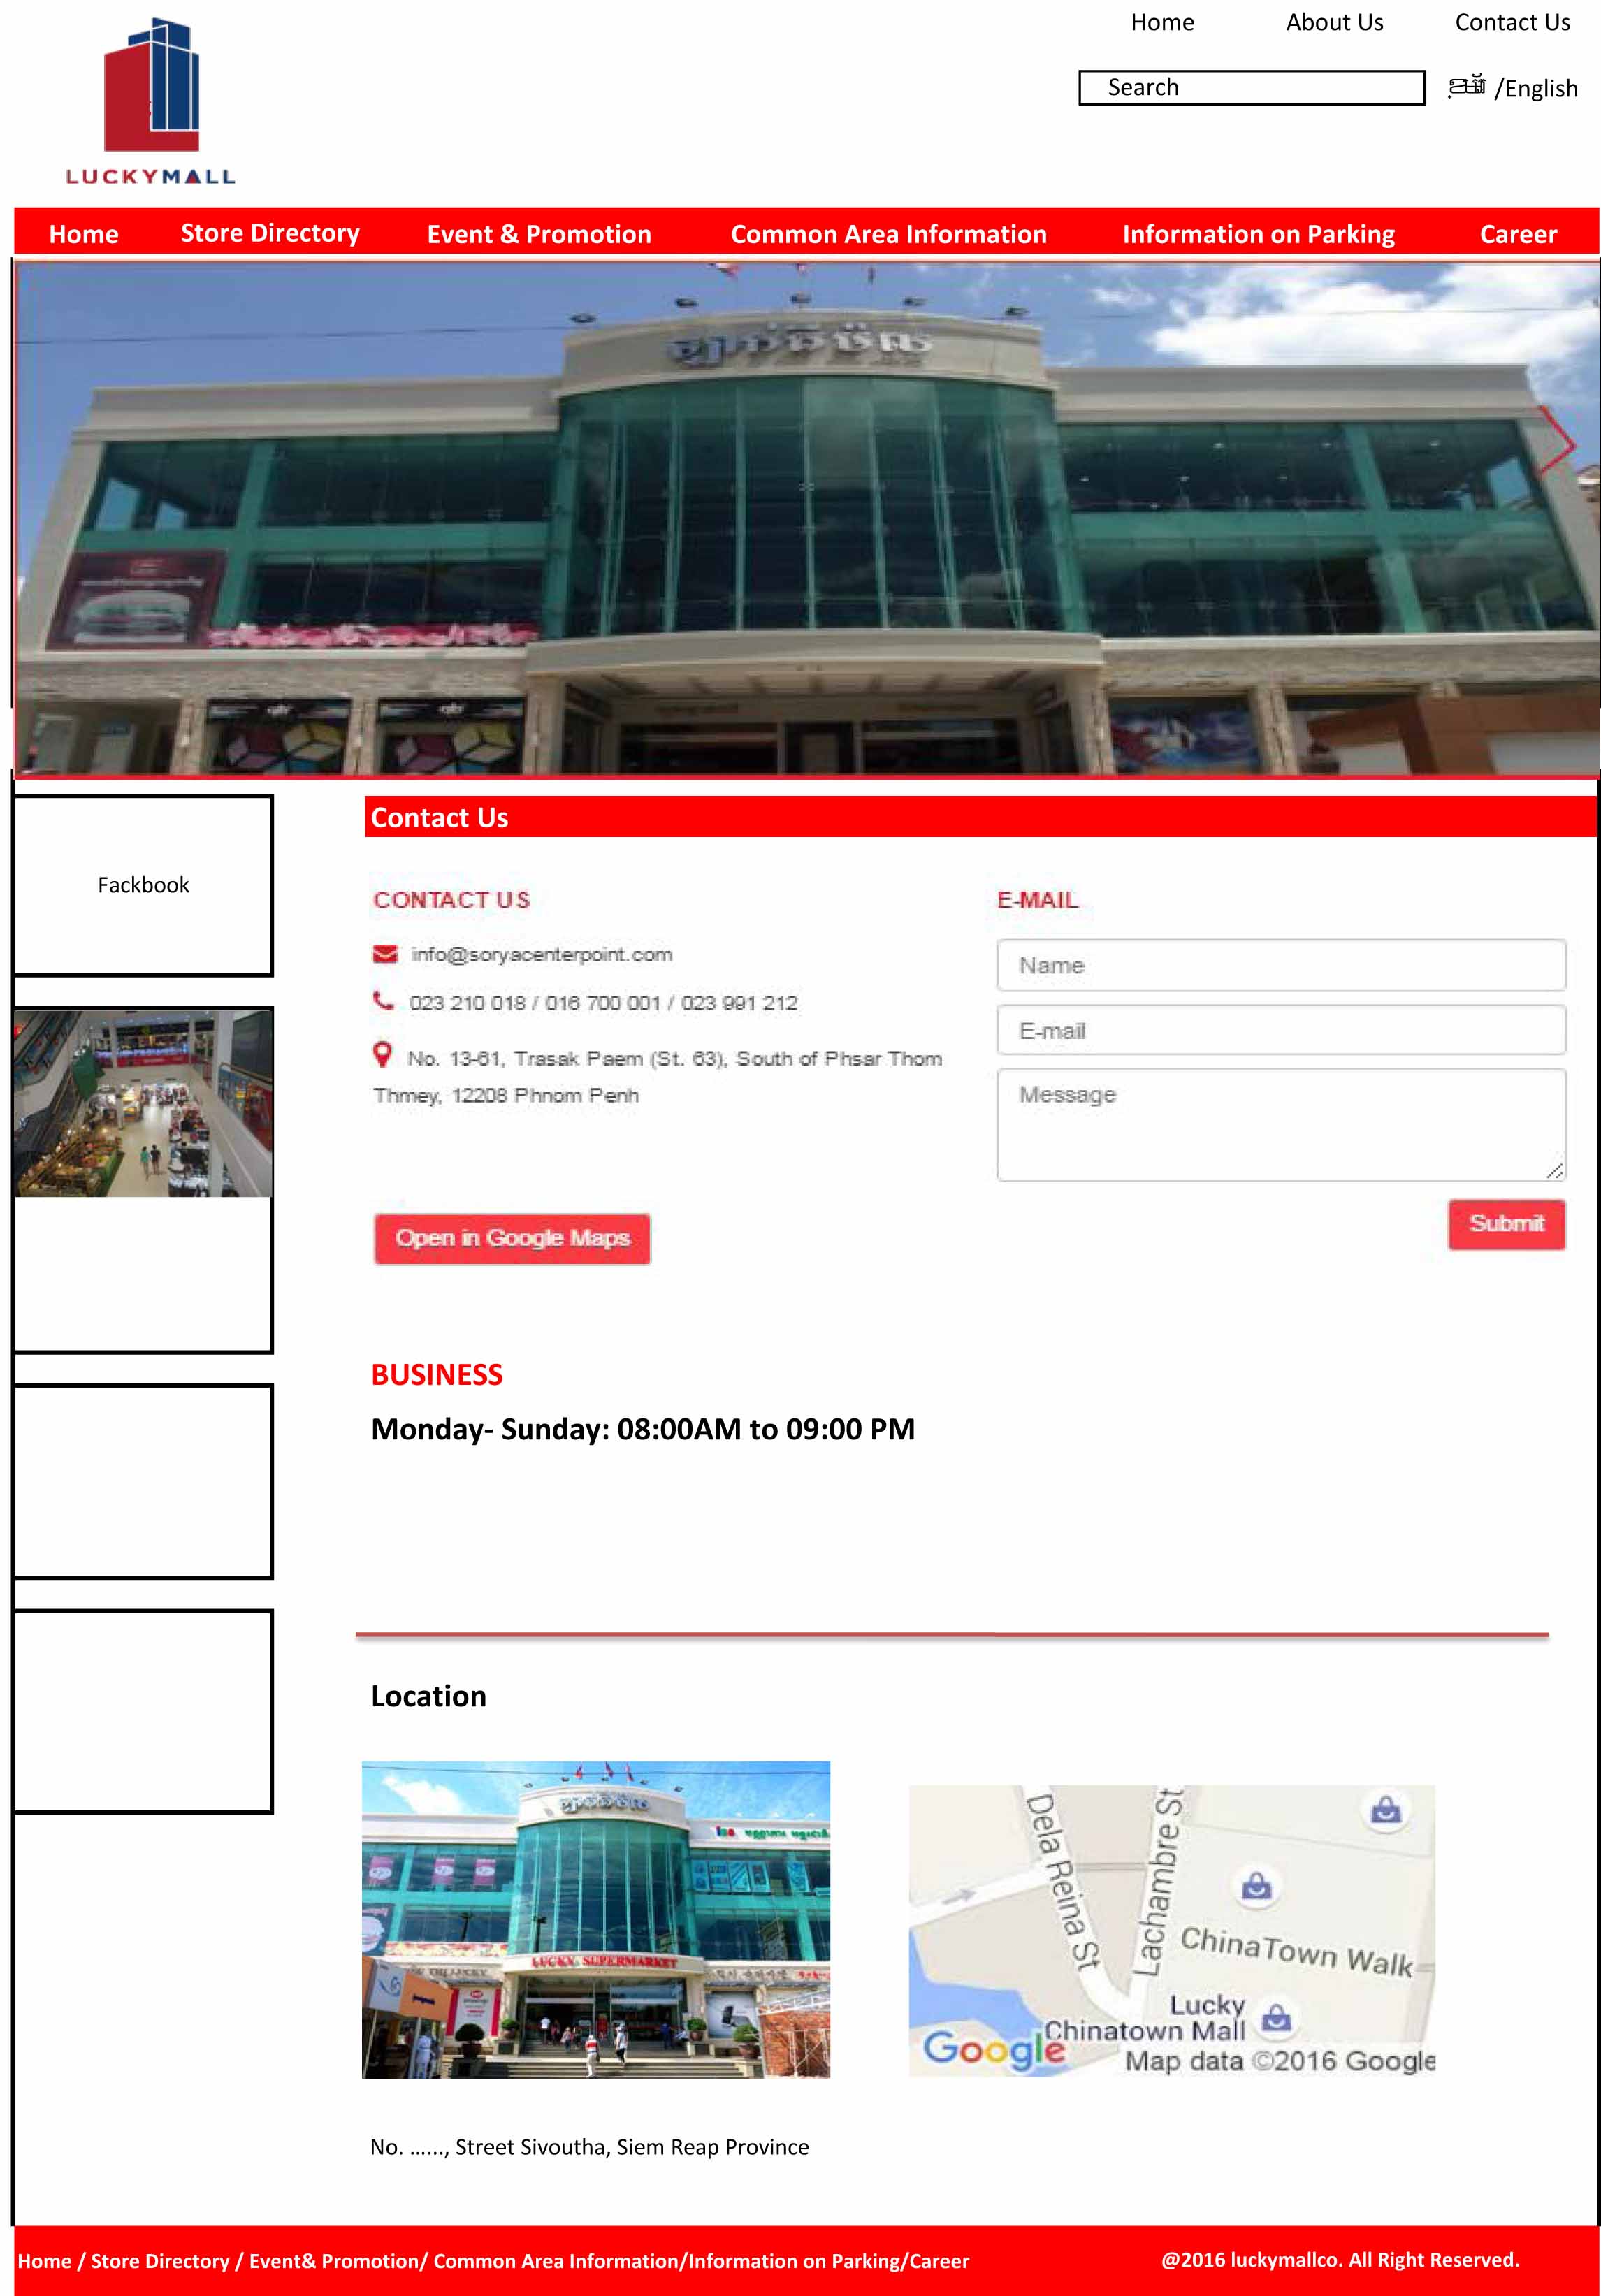 Home About Us Contact Us
Search
ខ្មែរ /English
LUCKYMALL
Home Store Directory Event & Promotion Common Area Information Information on Parking Career
Contact Us
Fackbook
CONTACT US
info@soryacenterpoint.com
023 210 018 / 016 700 001 / 023 991 212
No. 13-61, Trasak Paem (St. 63), South of Phsar Thom
Thmey, 12208 Phnom Penh
Open in Google Maps
E-MAIL
Name
E-mail
Message
Submit
BUSINESS
Monday- Sunday: 08:00AM to 09:00 PM
Location
LUCKY SUPERMARKET
Dela Reina St
Lachambre St
ChinaTown Walk
Lucky
Chinatown Mall
Google
Map data ©2016 Google
No. ......, Street Sivoutha, Siem Reap Province
Home / Store Directory / Event& Promotion/ Common Area Information/Information on Parking/Career
@2016 luckymallco. All Right Reserved.